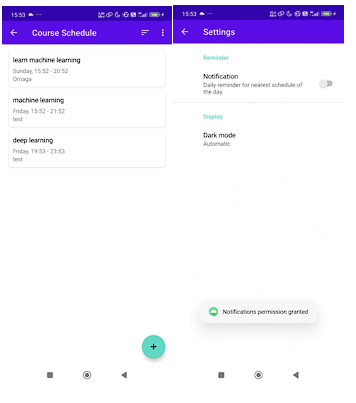 15:53
Course Schedule
learn machine learning
Sunday, 15:52 - 20:52
Omaga
machine learning
Friday, 15:52 - 21:52
test
deep learning
Friday, 19:53 - 23:53
test
15:53
Settings
Reminder
Notification
Daily reminder for nearest schedule of
the day.
Display
Dark mode
Automatic
Notifications permission granted